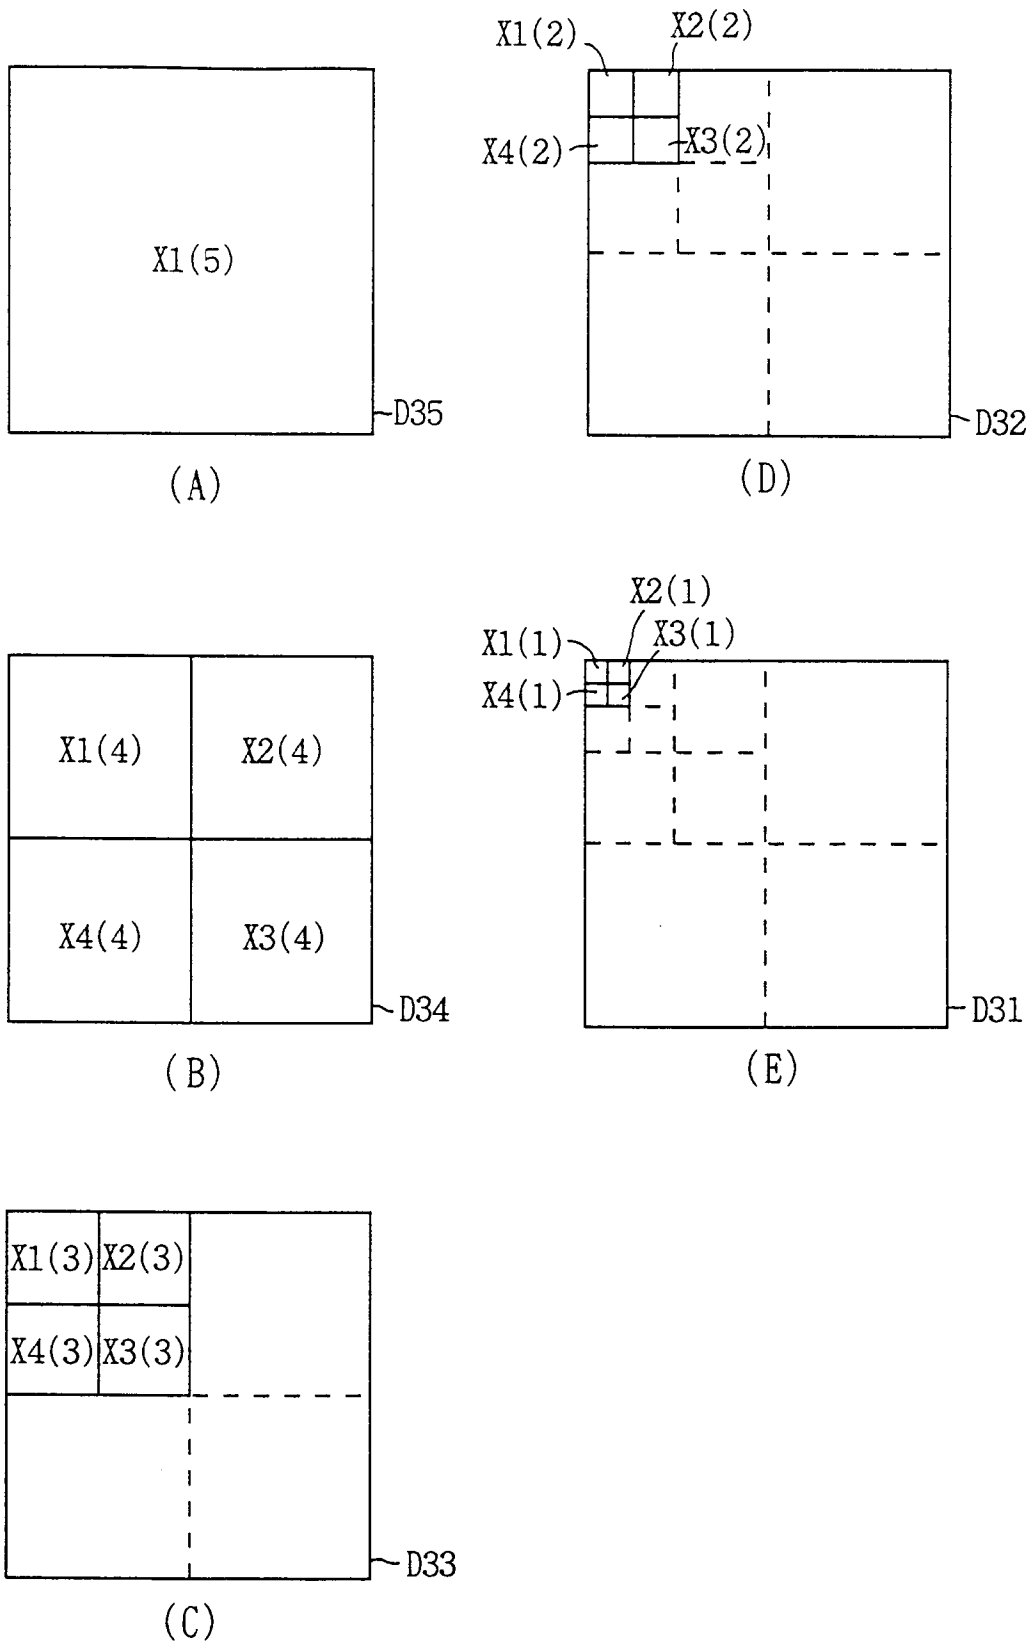 X1(5)
D35
(A)
X1(4) X2(4)
X4(4) X3(4)
D34
(B)
X1(3) X2(3)
X4(3) X3(3)
D33
(C)
X1(2) X2(2)
X4(2) X3(2)
D32
(D)
X2(1)
X1(1) X3(1)
X4(1)
D31
(E)